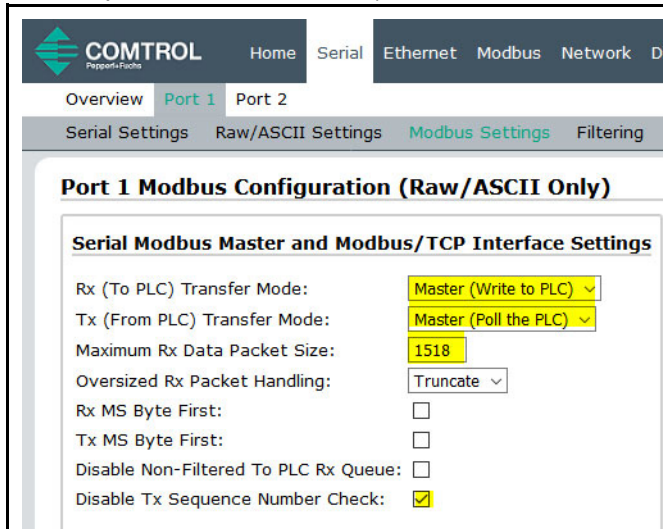 COMTROL
Pepperl+Fuchs
Home Serial Ethernet Modbus Network D
Overview Port 1 Port 2
Serial Settings Raw/ASCII Settings Modbus Settings Filtering
Port 1 Modbus Configuration (Raw/ASCII Only)
Serial Modbus Master and Modbus/TCP Interface Settings
Rx (To PLC) Transfer Mode: Master (Write to PLC)
Tx (From PLC) Transfer Mode: Master (Poll the PLC)
Maximum Rx Data Packet Size: 1518
Oversized Rx Packet Handling: Truncate
Rx MS Byte First:
Tx MS Byte First:
Disable Non-Filtered To PLC Rx Queue:
Disable Tx Sequence Number Check: